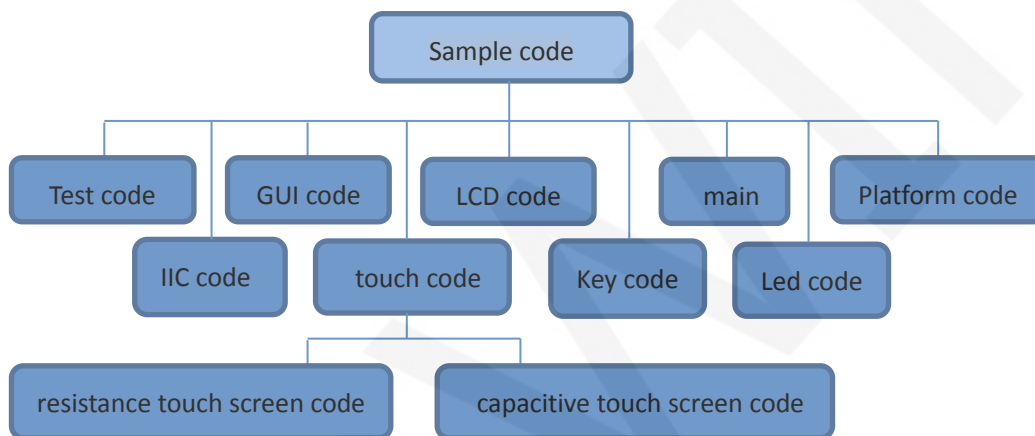 Sample code
Test code
GUI code
LCD code
main
Platform code
IIC code
touch code
Key code
Led code
resistance touch screen code
capacitive touch screen code